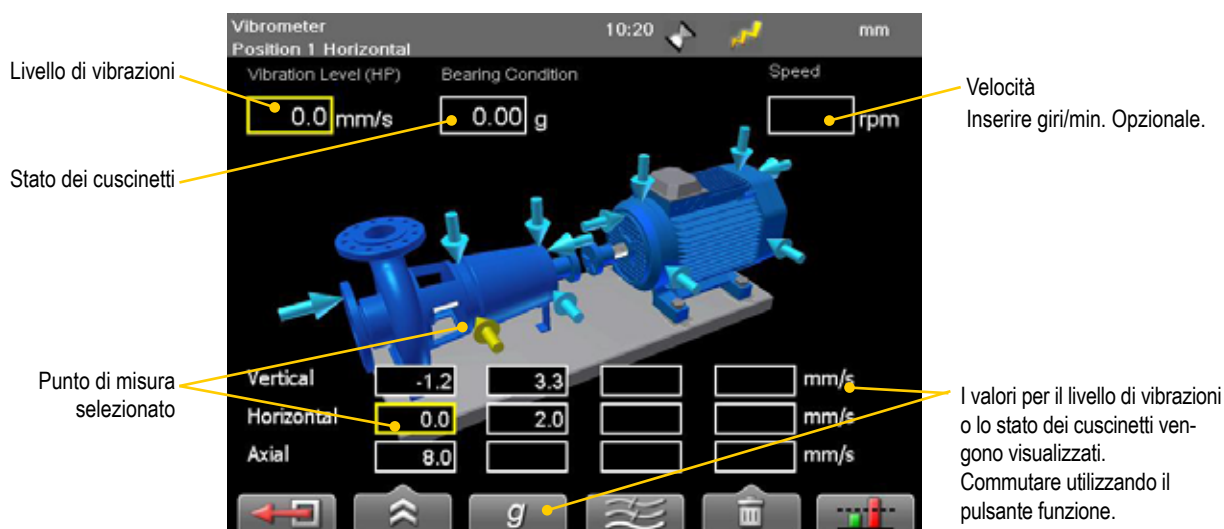 Vibrometer
10:20
mm
Position 1 Horizontal
Livello di vibrazioni
Vibration Level (HP)
Bearing Condition
Speed
0.0 mm/s
0.00 g
rpm
Velocità
Inserire giri/min. Opzionale.
Stato dei cuscinetti
Punto di misura
selezionato
Vertical -1.2 3.3 mm/s
Horizontal 0.0 2.0 mm/s
Axial 8.0 mm/s
g
I valori per il livello di vibrazioni
o lo stato dei cuscinetti ven-
gono visualizzati.
Commutare utilizzando il
pulsante funzione.